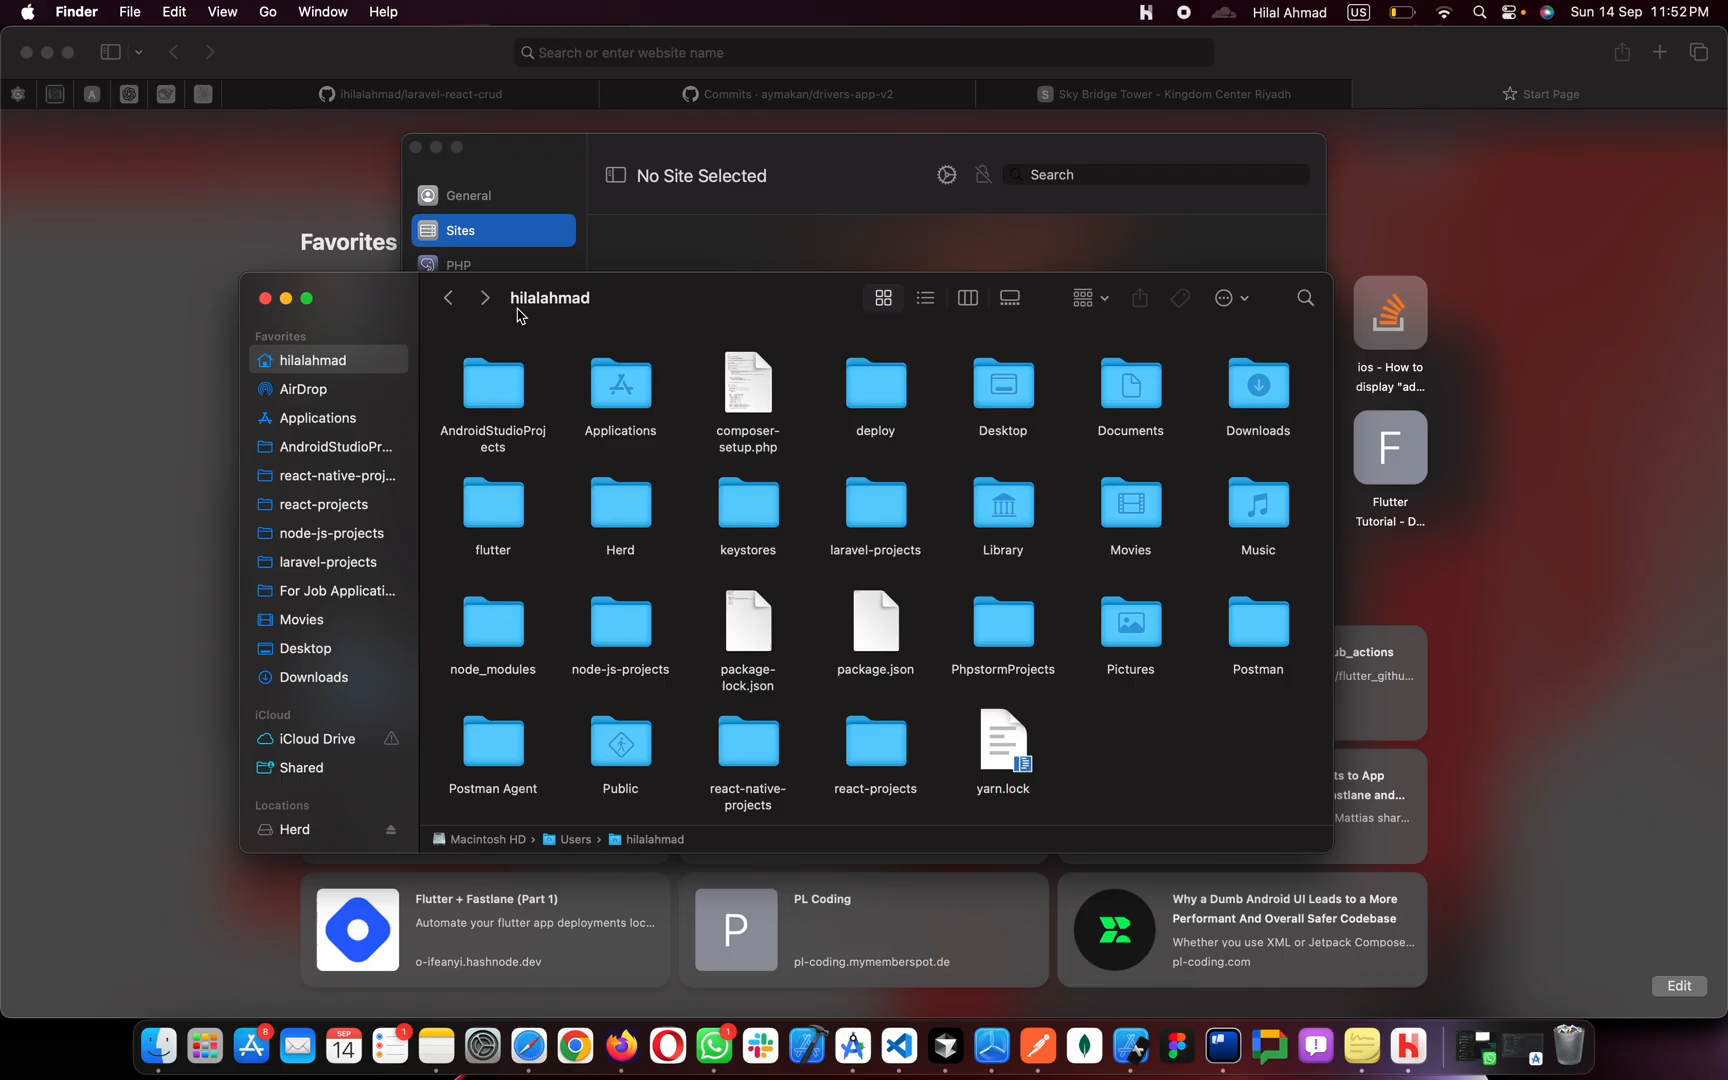 Finder File Edit View Go Window Help
Hilal Ahmad US Sun 14 Sep 11:52 PM
Search or enter website name
ihilalahmad/laravel-react-crud
Commits · aymakan/drivers-app-v2
S Sky Bridge Tower - Kingdom Center Riyadh
Start Page
A
Favorites
General
Sites
PHP
No Site Selected
Search
hilalahmad
Favorites
hilalahmad
AirDrop
Applications
AndroidStudioPr...
react-native-proj...
react-projects
node-js-projects
laravel-projects
For Job Applicati...
Movies
Desktop
Downloads
iCloud
iCloud Drive
Shared
Locations
Herd
AndroidStudioProj
ects
Applications
composer-
setup.php
deploy
Desktop
Documents
Downloads
flutter
Herd
keystores
laravel-projects
Library
Movies
Music
node_modules
node-js-projects
package-
lock.json
package.json
PhpstormProjects
Pictures
Postman
Postman Agent
Public
react-native-
projects
react-projects
yarn.lock
Macintosh HD › Users › hilalahmad
ios - How to
display "ad...
F
Flutter
Tutorial - D...
ub_actions
/flutter_githu...
ts to App
astlane and...
Mattias shar...
Flutter + Fastlane (Part 1)
Automate your flutter app deployments loc...
o-ifeanyi.hashnode.dev
P
PL Coding
pl-coding.mymemberspot.de
Why a Dumb Android UI Leads to a More
Performant And Overall Safer Codebase
Whether you use XML or Jetpack Compose...
pl-coding.com
Edit
8
SEP
14
1
1